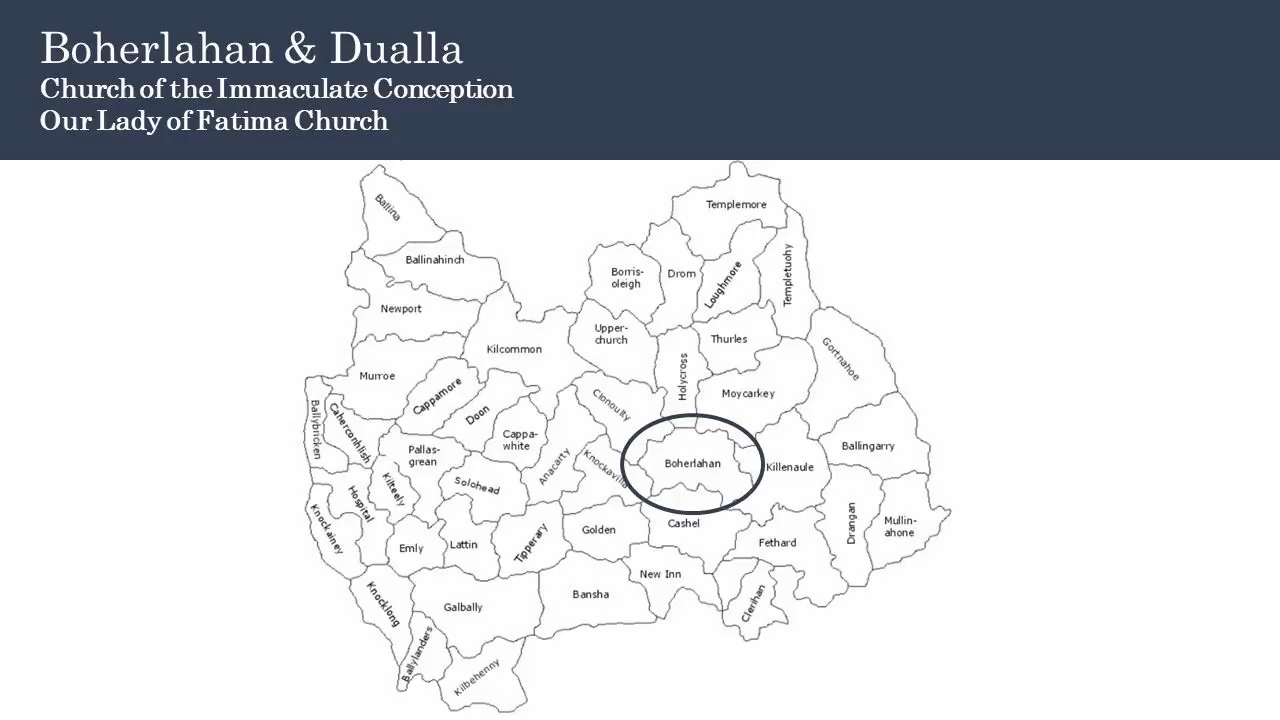 Boherlahan & Dualla
Church of the Immaculate Conception
Our Lady of Fatima Church
Ballina
Templemore
Ballinahinch
Borris-
oleigh
Drom
Loughmore
Templetuohy
Newport
Upper-
church
Thurles
Kilcommon
Gortnahoe
Murroe
Cappamore
Holycross
Moycarkey
Clonoulty
Doon
Ballybricken
Caherconhlish
Cappa-
white
Ballingarry
Pallas-
grean
Anacarty
Knockavilla
Boherlahan
Killenaule
Kilteely
Solohead
Hospital
Knockainey
Golden
Cashel
Drangan
Mullin-
ahone
Emly
Lattin
Tipperary
Fethard
New Inn
Knocklong
Galbally
Bansha
Clerihan
Ballylanders
Kilbehenny